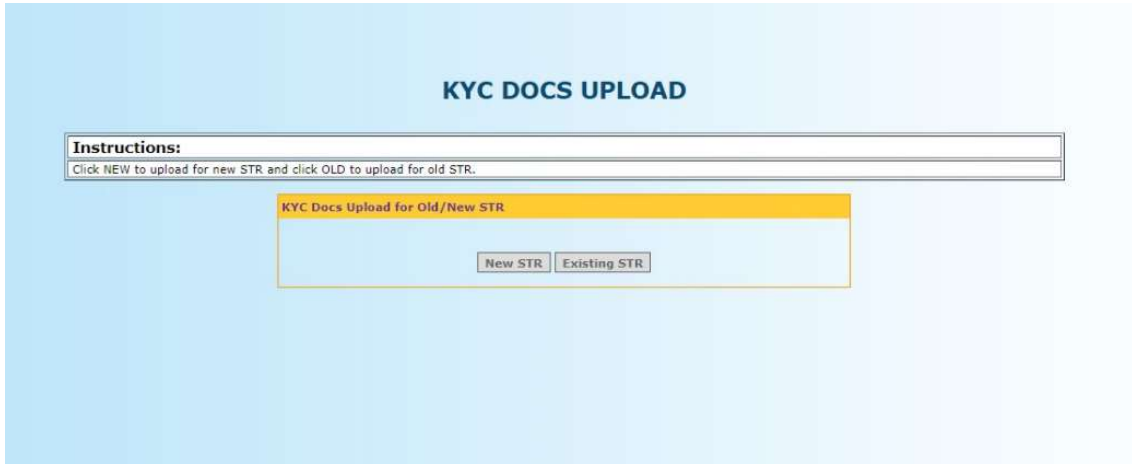 KYC DOCS UPLOAD
Instructions:
Click NEW to upload for new STR and click OLD to upload for old STR.
KYC Docs Upload for Old/New STR
New STR Existing STR